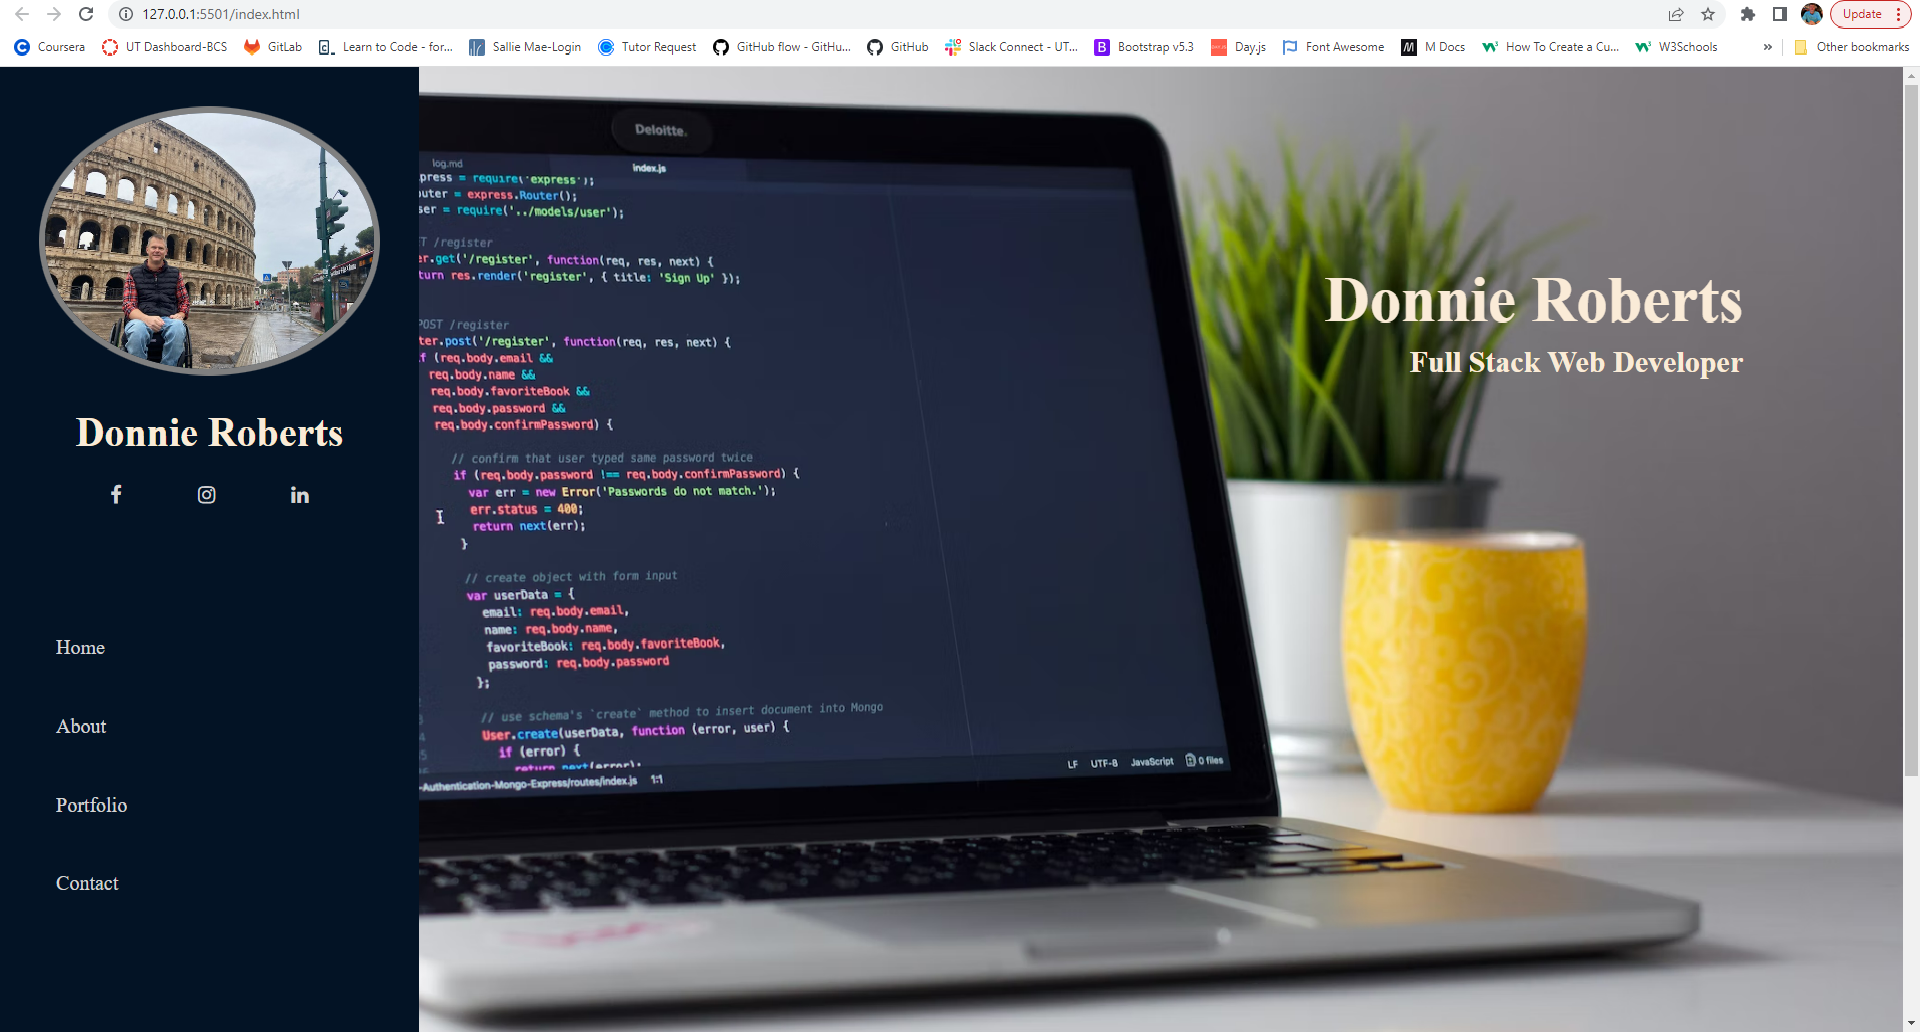 127.0.0.1:5501/index.html
Update
Coursera
UT Dashboard-BCS
GitLab
Learn to Code - for...
Sallie Mae-Login
Tutor Request
GitHub flow - GitHu...
GitHub
Slack Connect - UT...
Bootstrap v5.3
Day.js
Font Awesome
M Docs
How To Create a Cu...
W3Schools
»
Other bookmarks
Donnie Roberts
Home
About
Portfolio
Contact
Deloitte.
log.md
index.js
press = require('express');
outer = express.Router();
ser = require('../models/user');
T /register
er.get('/register', function(req, res, next) {
turn res.render('register', { title: 'Sign Up' });
POST /register
ter.post('/register', function(req, res, next) {
f (req.body.email &&
req.body.name &&
req.body.favoriteBook &&
req.body.password &&
req.body.confirmPassword) {
// confirm that user typed same password twice
if (req.body.password !== req.body.confirmPassword) {
var err = new Error('Passwords do not match.');
err.status = 400;
return next(err);
}
// create object with form input
var userData = {
email: req.body.email,
name: req.body.name,
favoriteBook: req.body.favoriteBook,
password: req.body.password
};
// use schema's `create` method to insert document into Mongo
User.create(userData, function (error, user) {
if (error) {
return next(error);
-Authentication-Mongo-Express/routes/index.js 1:1
LF UTF-8 JavaScript 0 files
Donnie Roberts
Full Stack Web Developer